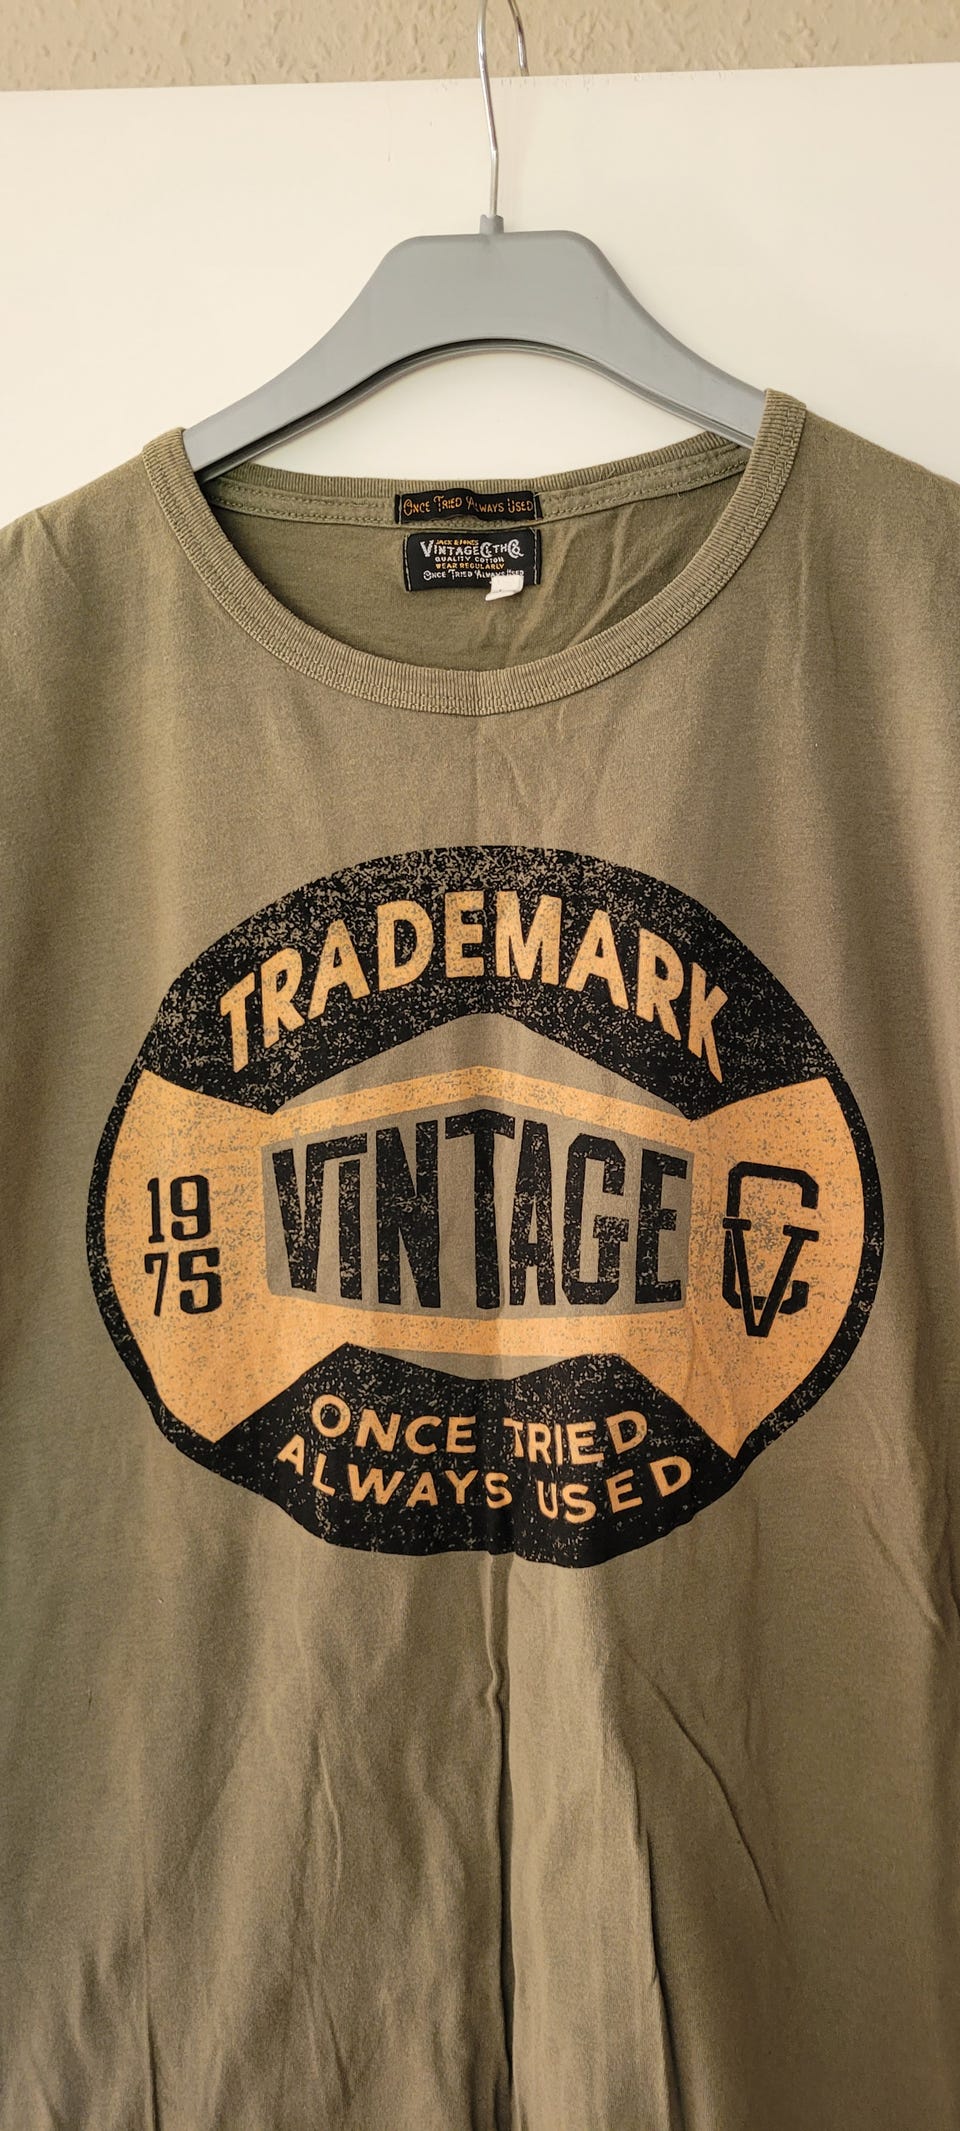 ONCE TRIED ALWAYS USED
JACK & JONES
VINTAGE CLTH Co
QUALITY COTTON
WEAR REGULARLY
ONCE TRIED ALWAYS USED
TRADEMARK
19
75
VINTAGE
CV
ONCE TRIED
ALWAYS USED